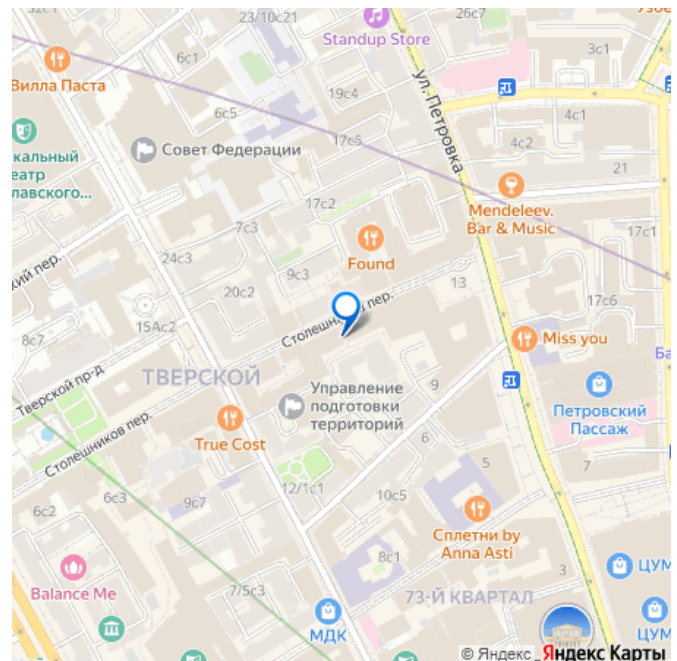 32с1
23/10с21
26с7
Узбе
Standup Store
6с1
3с1
Вилла Паста
19с4
6с5
ул. Петровка
4с1
17с5
4с2
кальный
еатр
лавского...
Совет Федерации
21
17с2
Mendeleev.
Bar & Music
7с3
17с1
Found
24с3
ский пер.
9с3
13
20с2
17с6
15Ас2
Столешников пер.
8с7
Miss you
Ба
Тверской пр-д
ТВЕРСКОЙ
Управление
подготовки
территорий
9
Петровский
Пассаж
Столешников пер.
True Cost
6
5
7
12/1с1
10с5
6с2
6с3
9с7
Сплетни by
Anna Asti
8с1
3
ЦУМ
Balance Me
7/5с3
73-Й КВАРТАЛ
МДК
ЦУМ
© Яндекс
Яндекс Карты